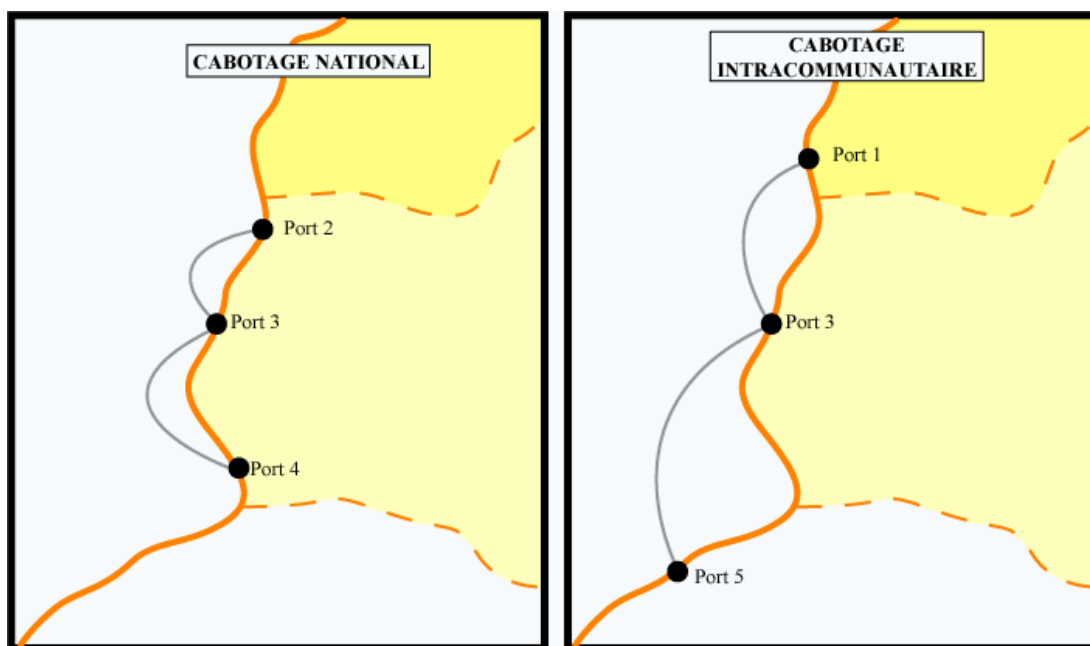 CABOTAGE NATIONAL
Port 2
Port 3
Port 4
CABOTAGE
INTRACOMMUNAUTAIRE
Port 1
Port 3
Port 5